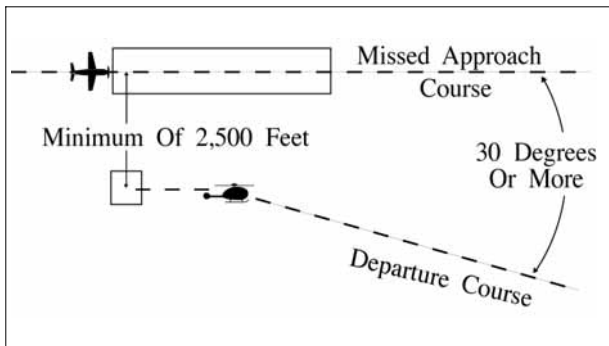 Missed Approach
Course
Minimum Of 2,500 Feet
30 Degrees
Or More
Departure Course